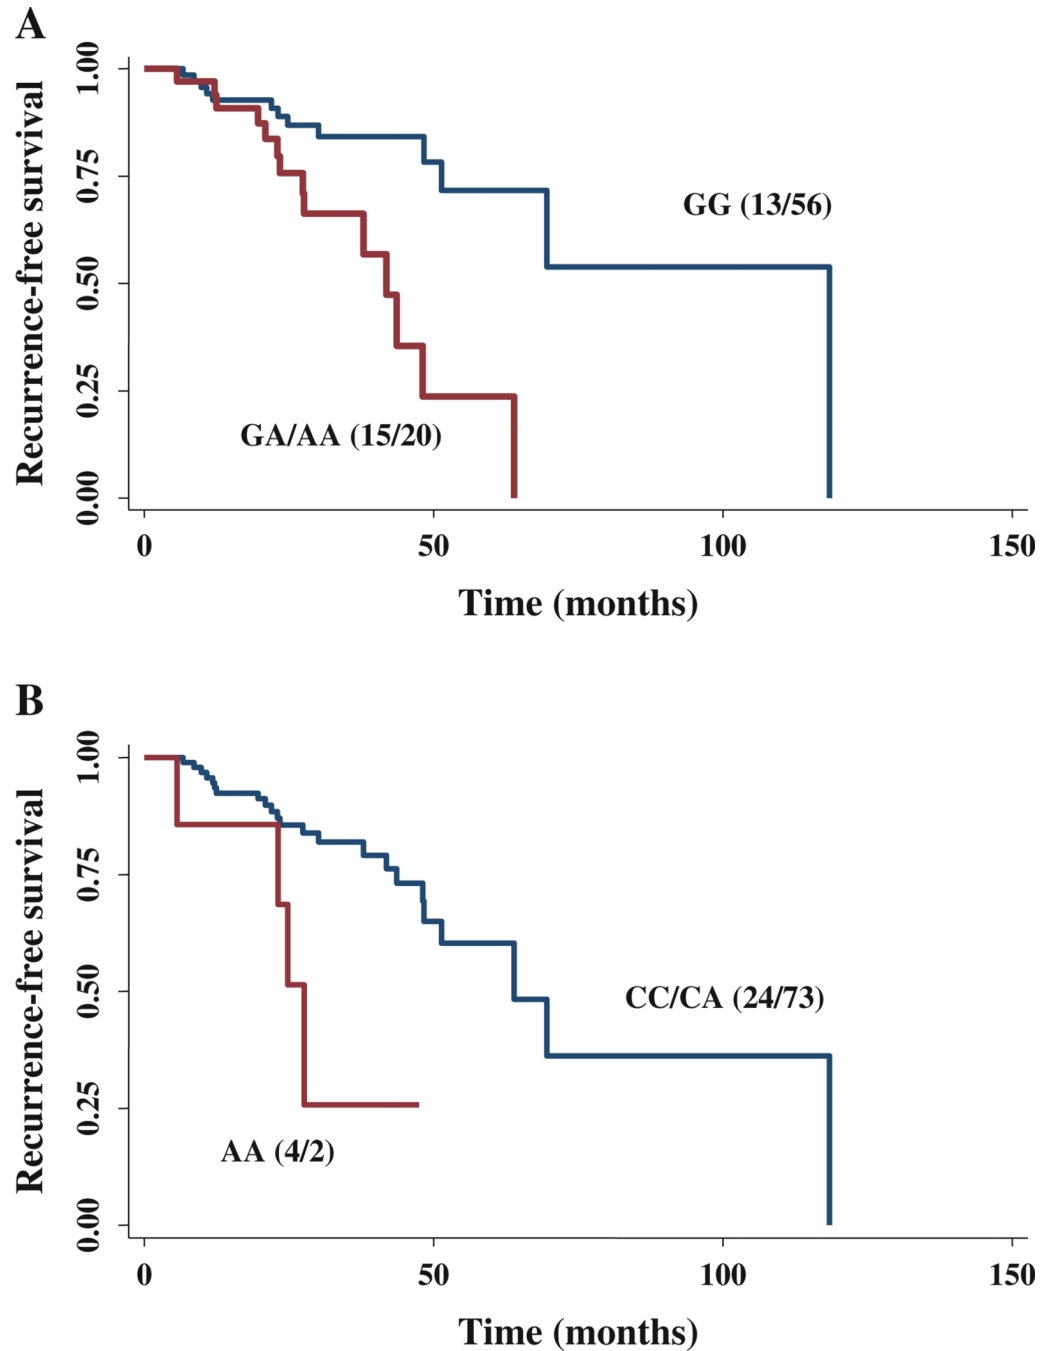 A
Recurrence-free survival
1.00
0.75
0.50
0.25
0.00
GG (13/56)
GA/AA (15/20)
0 50 100 150
Time (months)
B
Recurrence-free survival
1.00
0.75
0.50
0.25
0.00
CC/CA (24/73)
AA (4/2)
0 50 100 150
Time (months)